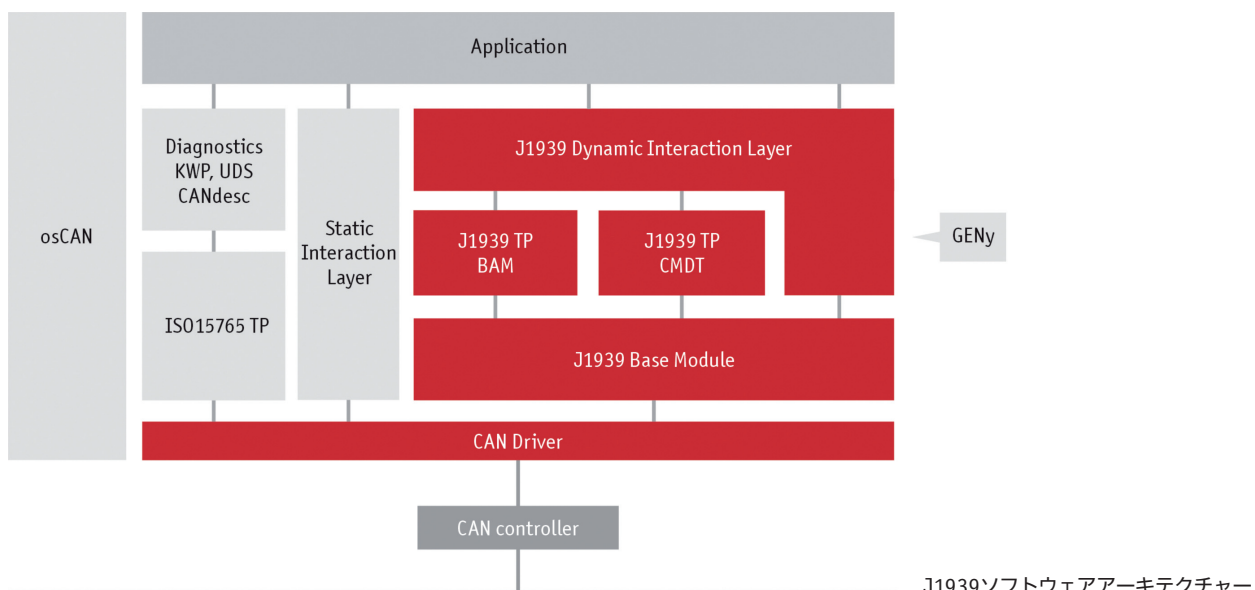 Application
osCAN
Diagnostics
KWP, UDS
CANdesc
ISO15765 TP
Static
Interaction
Layer
J1939 Dynamic Interaction Layer
J1939 TP
BAM
J1939 TP
CMDT
J1939 Base Module
GENy
CAN Driver
CAN controller
J1939ソフトウェアアーキテクチャー